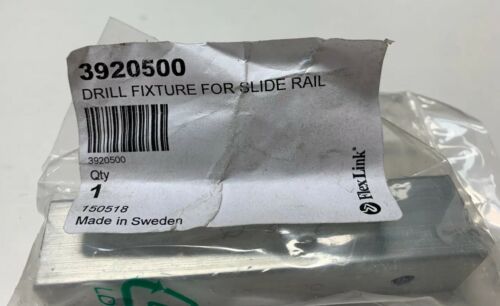 3920500
DRILL FIXTURE FOR SLIDE RAIL
3920500
Qty
1
150518
Made in Sweden
FlexLink®